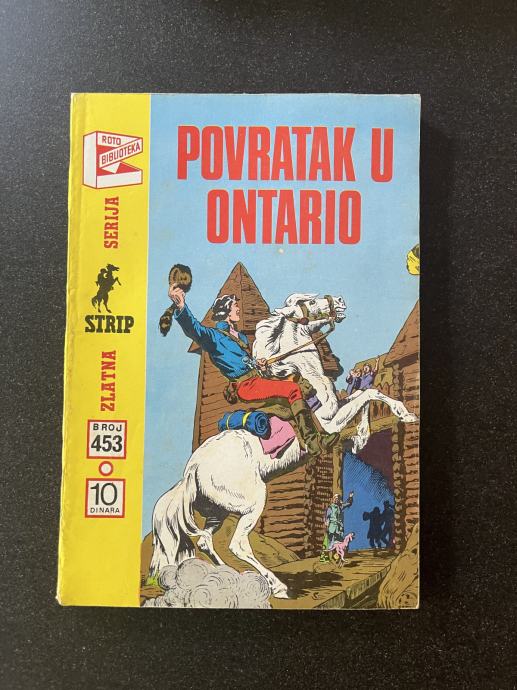 ROTO
BIBLIOTEKA
ZLATNA
STRIP
SERIJA
BROJ
453
10
DINARA
POVRATAK U
ONTARIO